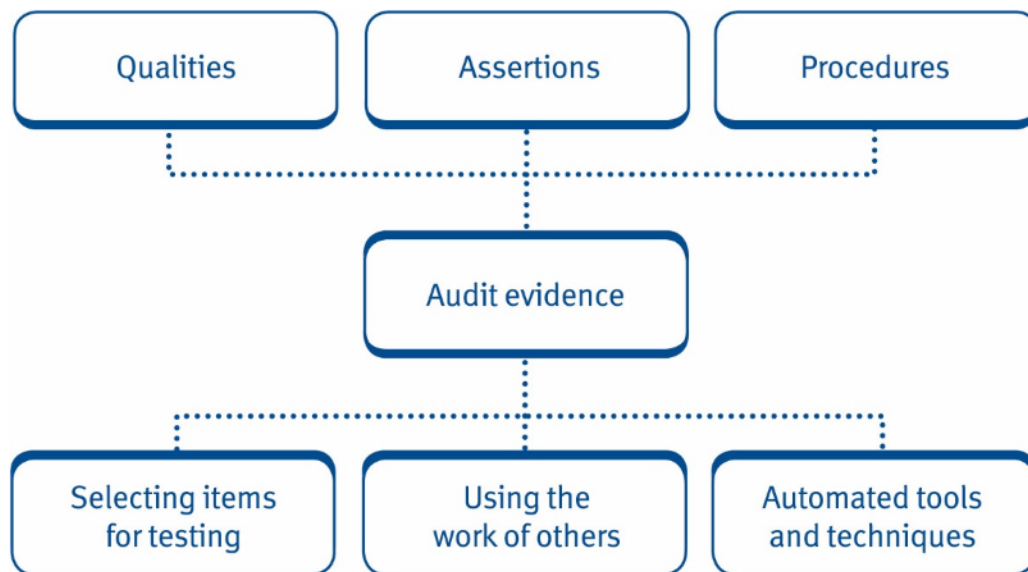 Qualities
Assertions
Procedures
Audit evidence
Selecting items
for testing
Using the
work of others
Automated tools
and techniques